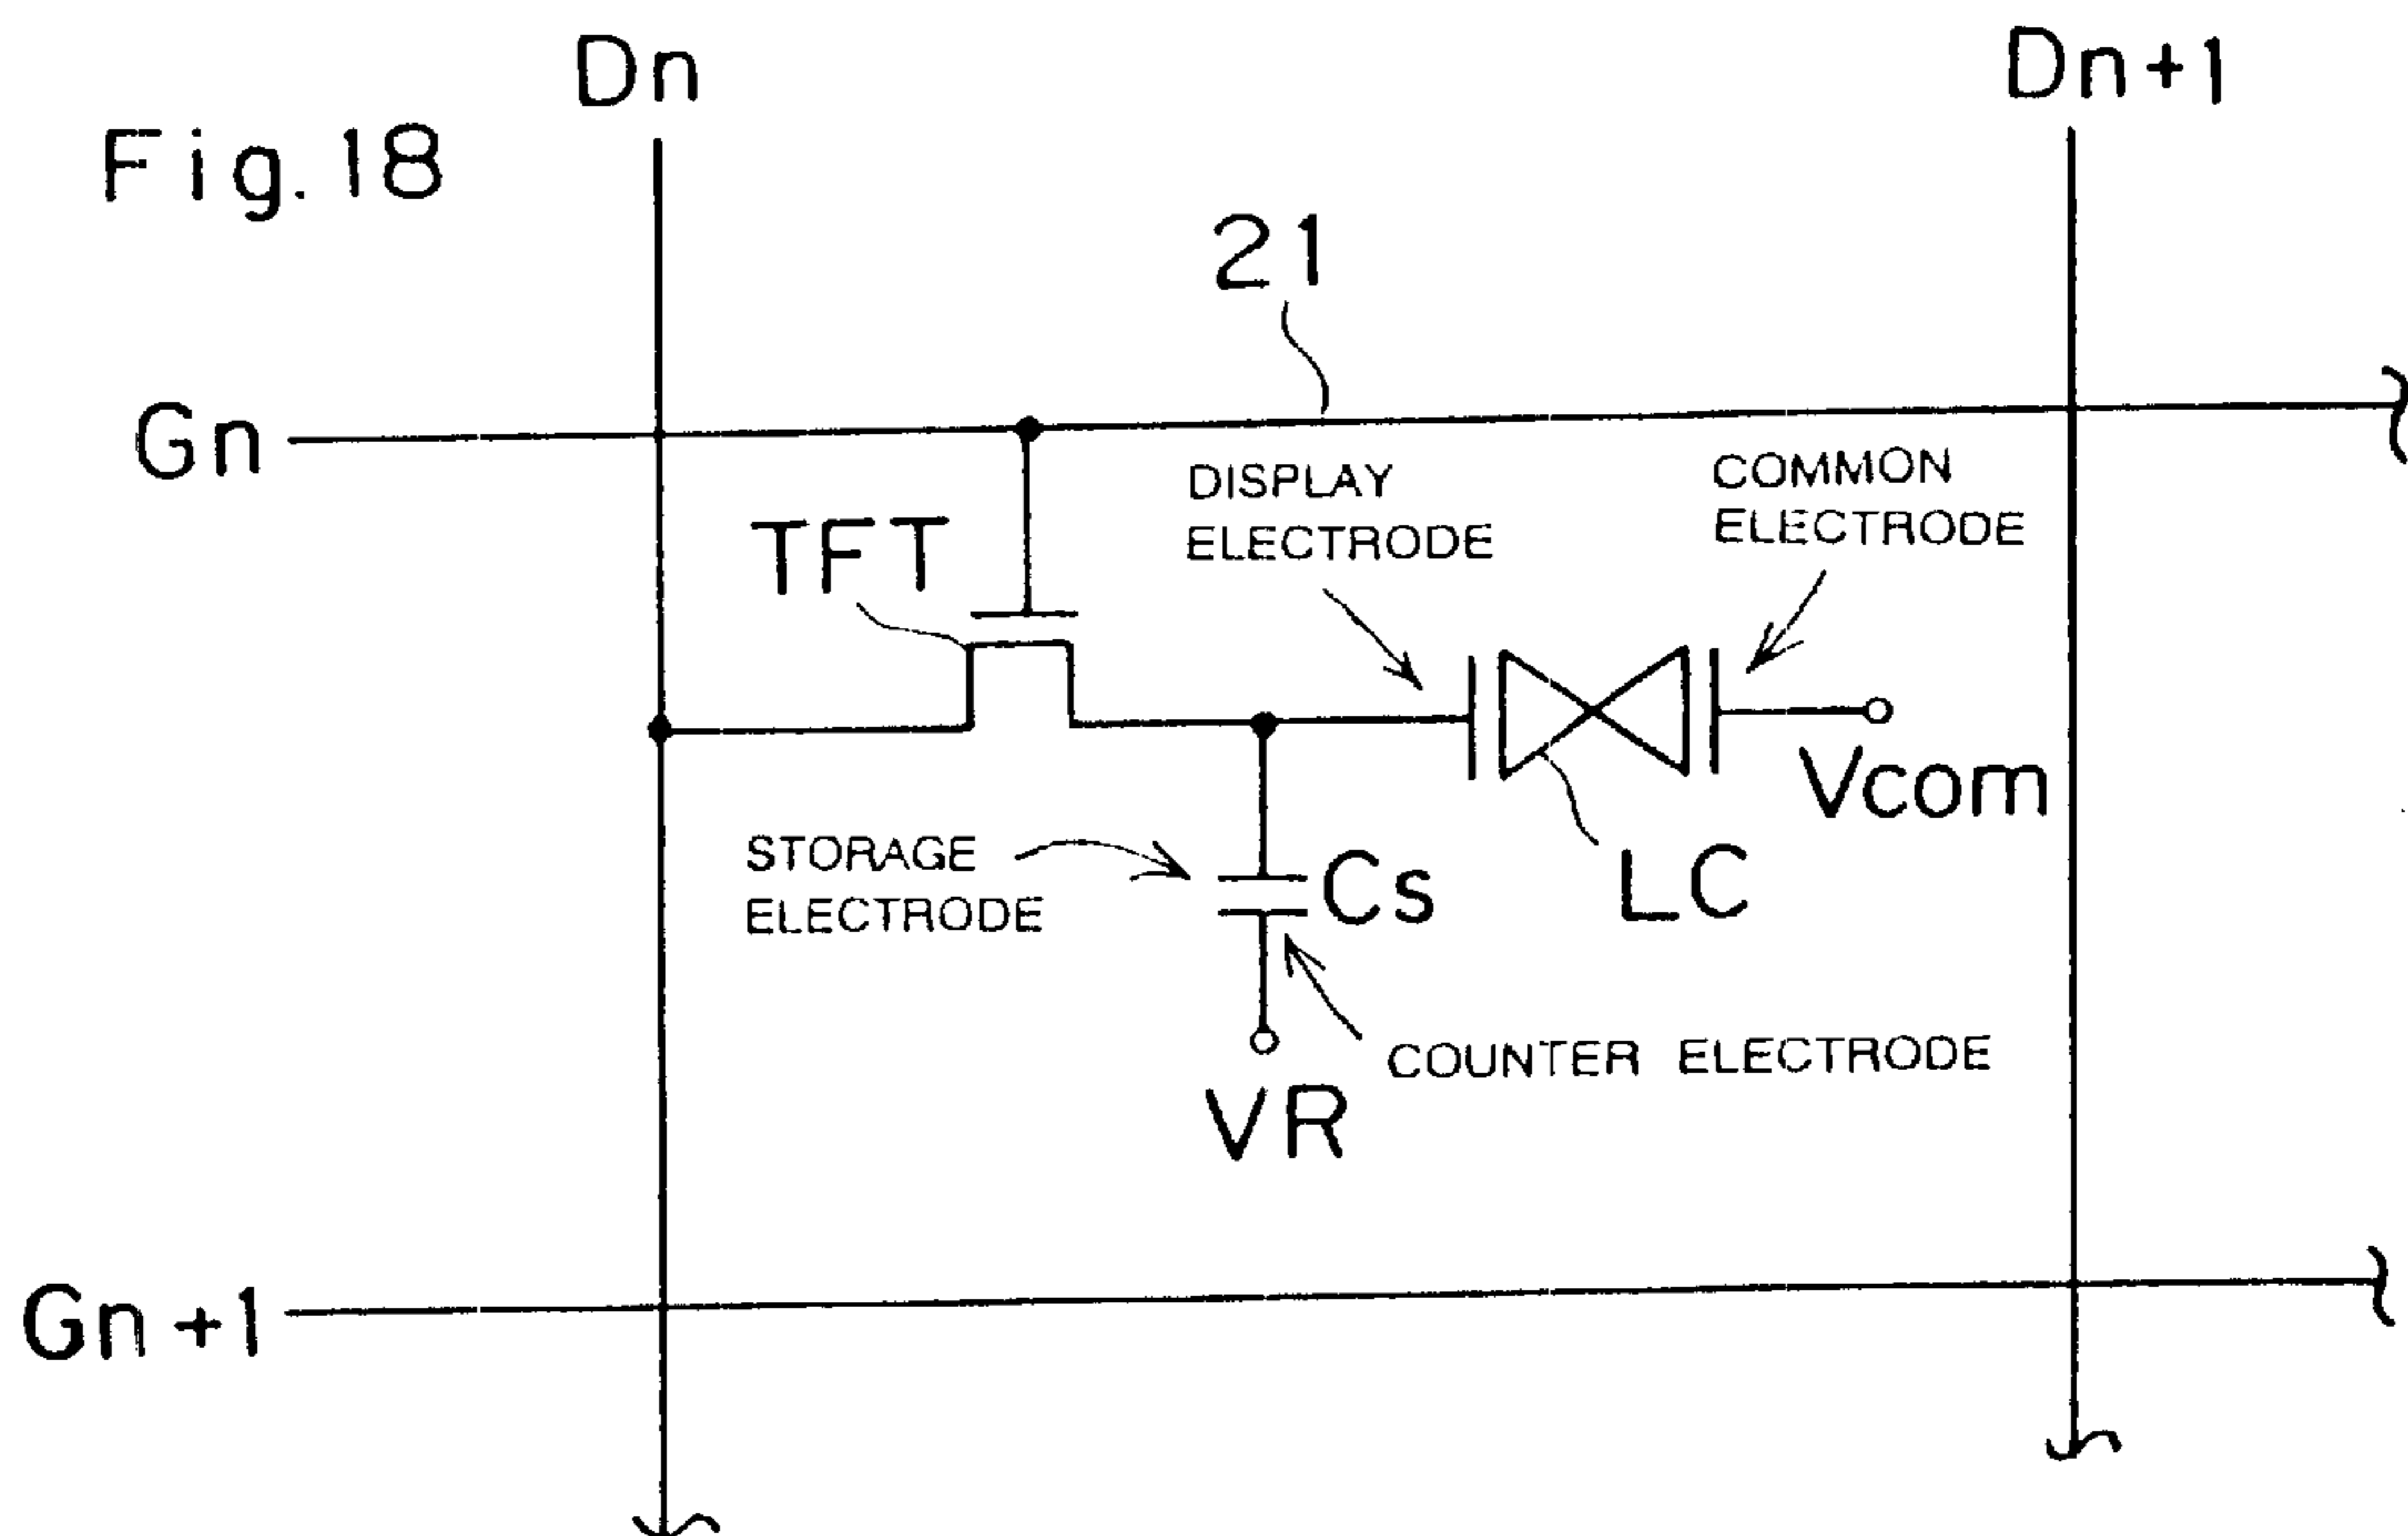 Dn
Dn+1
Fig.18
21
Gn
DISPLAY
ELECTRODE
COMMON
ELECTRODE
TFT
Vcom
STORAGE
ELECTRODE
Cs
LC
COUNTER ELECTRODE
VR
Gn+1